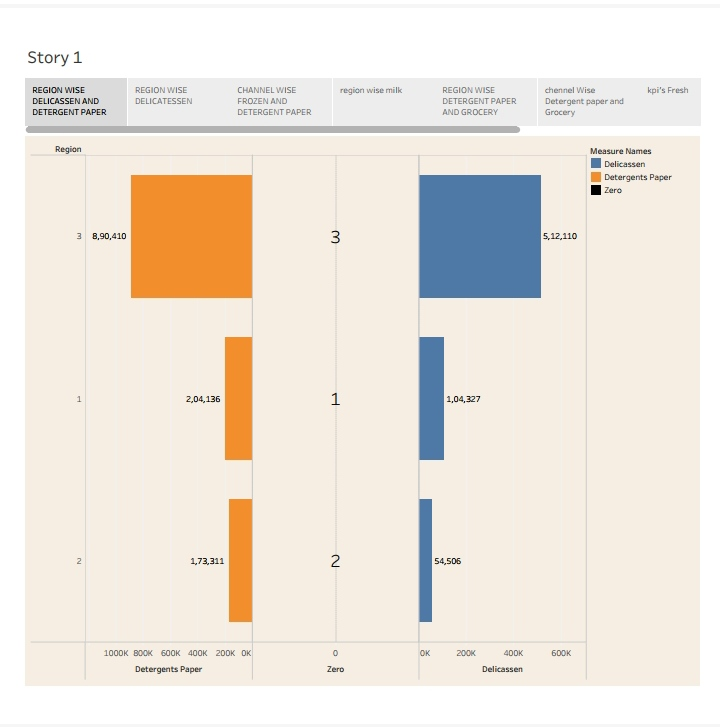 Story 1
REGION WISE
DELICASSEN AND
DETERGENT PAPER
REGION WISE
DELICATESSEN
CHANNEL WISE
FROZEN AND
DETERGENT PAPER
region wise milk
REGION WISE
DETERGENT PAPER
AND GROCERY
channel Wise
Detergent paper and
Grocery
kpi's Fresh
Region
Measure Names
Delicassen
Detergents Paper
Zero
3 8,90,410 3 5,12,110
1 2,04,136 1 1,04,327
2 1,73,311 2 54,506
1000K 800K 600K 400K 200K 0K 0 0K 200K 400K 600K
Detergents Paper Zero Delicassen